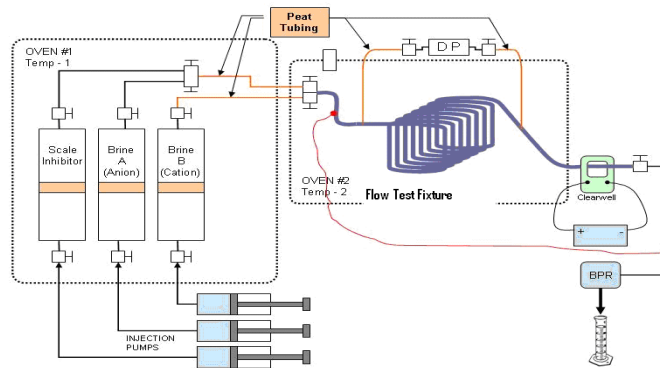 Peat
Tubing
OVEN #1
Temp - 1
D P
Scale
Inhibitor
Brine
A
(Anion)
Brine
B
(Cation)
OVEN #2
Temp - 2
Flow Test Fixture
Clearwell
+ -
BPR
INJECTION
PUMPS